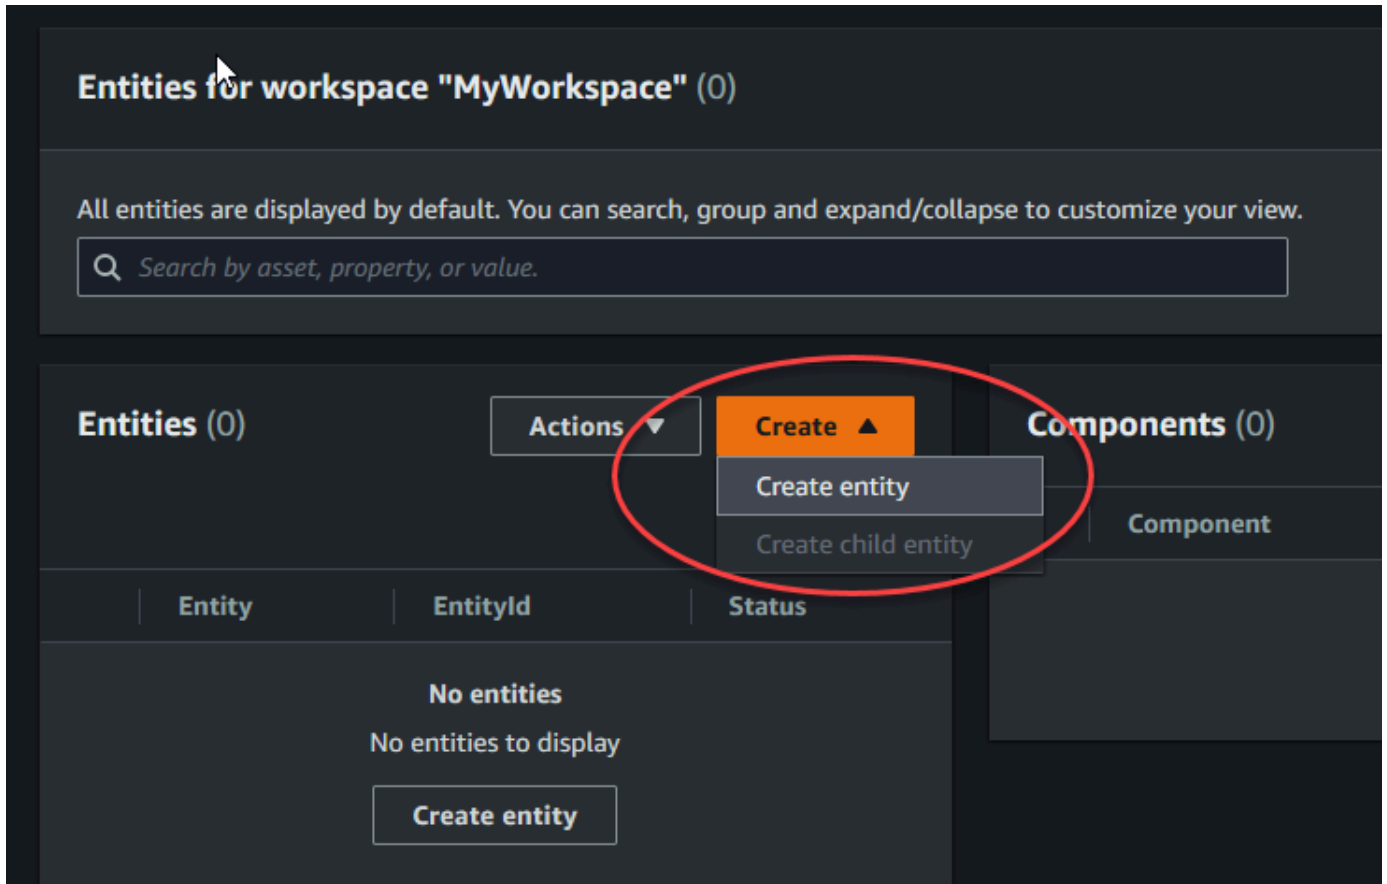 Entities for workspace "MyWorkspace" (0)
All entities are displayed by default. You can search, group and expand/collapse to customize your view.
Search by asset, property, or value.
Entities (0)
Actions
Create
Components (0)
Create entity
Create child entity
Component
Entity
EntityId
Status
No entities
No entities to display
Create entity